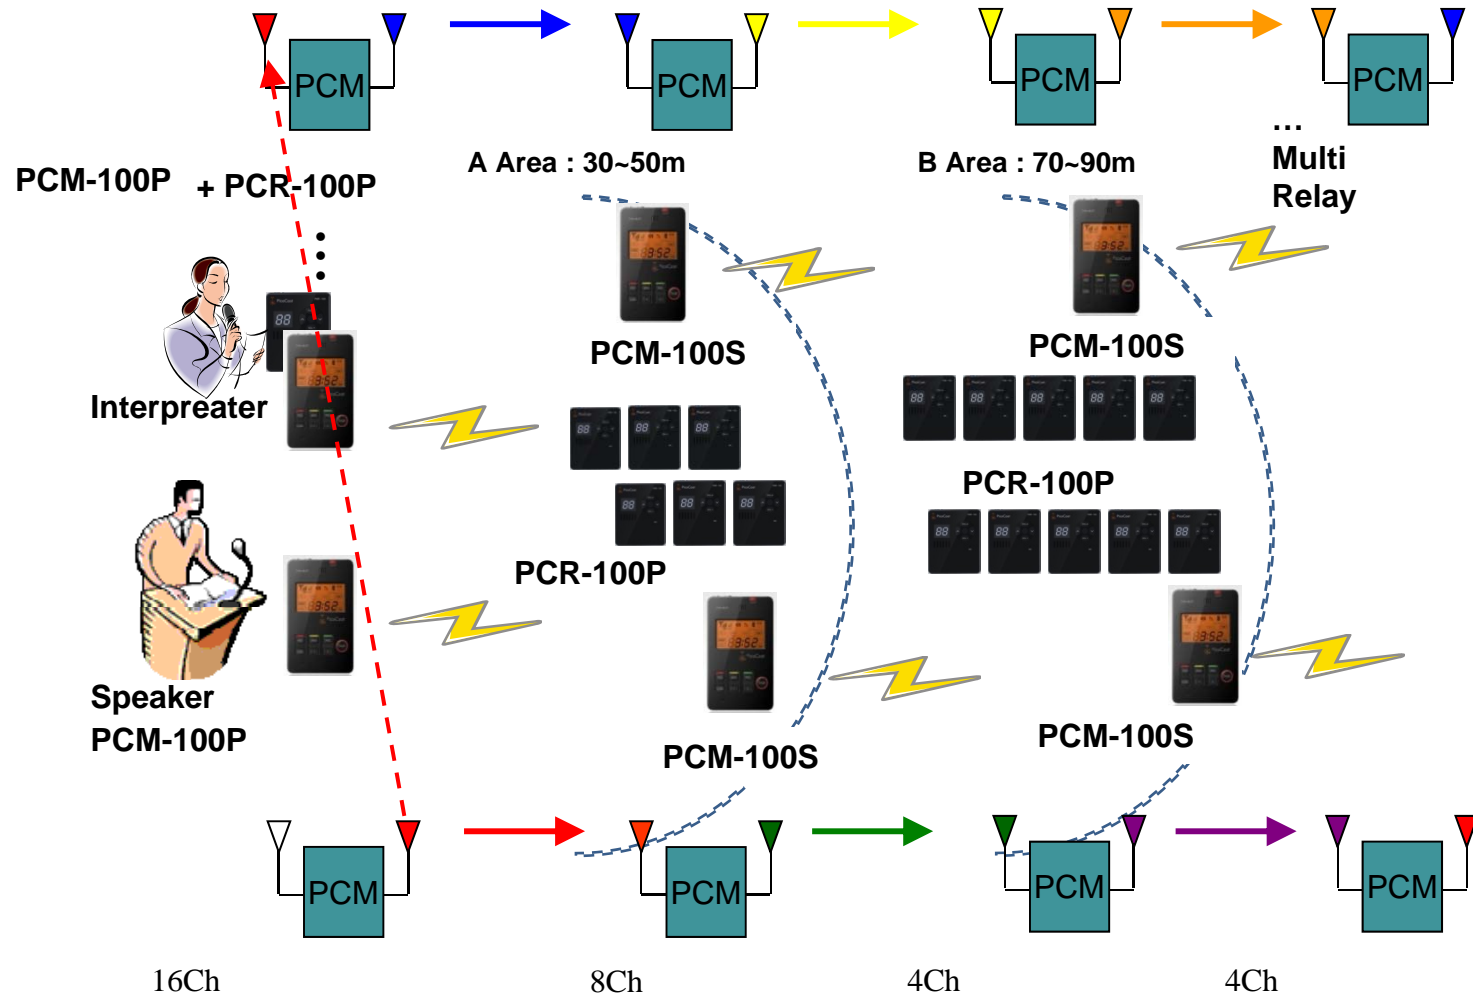 PCM
PCM
PCM
PCM
A Area : 30~50m
B Area : 70~90m
...
Multi
Relay
PCM-100P + PCR-100P
PCM-100S
PCM-100S
Interpreater
PCR-100P
PCR-100P
Speaker
PCM-100P
PCM-100S
PCM-100S
PCM
PCM
PCM
PCM
16Ch
8Ch
4Ch
4Ch